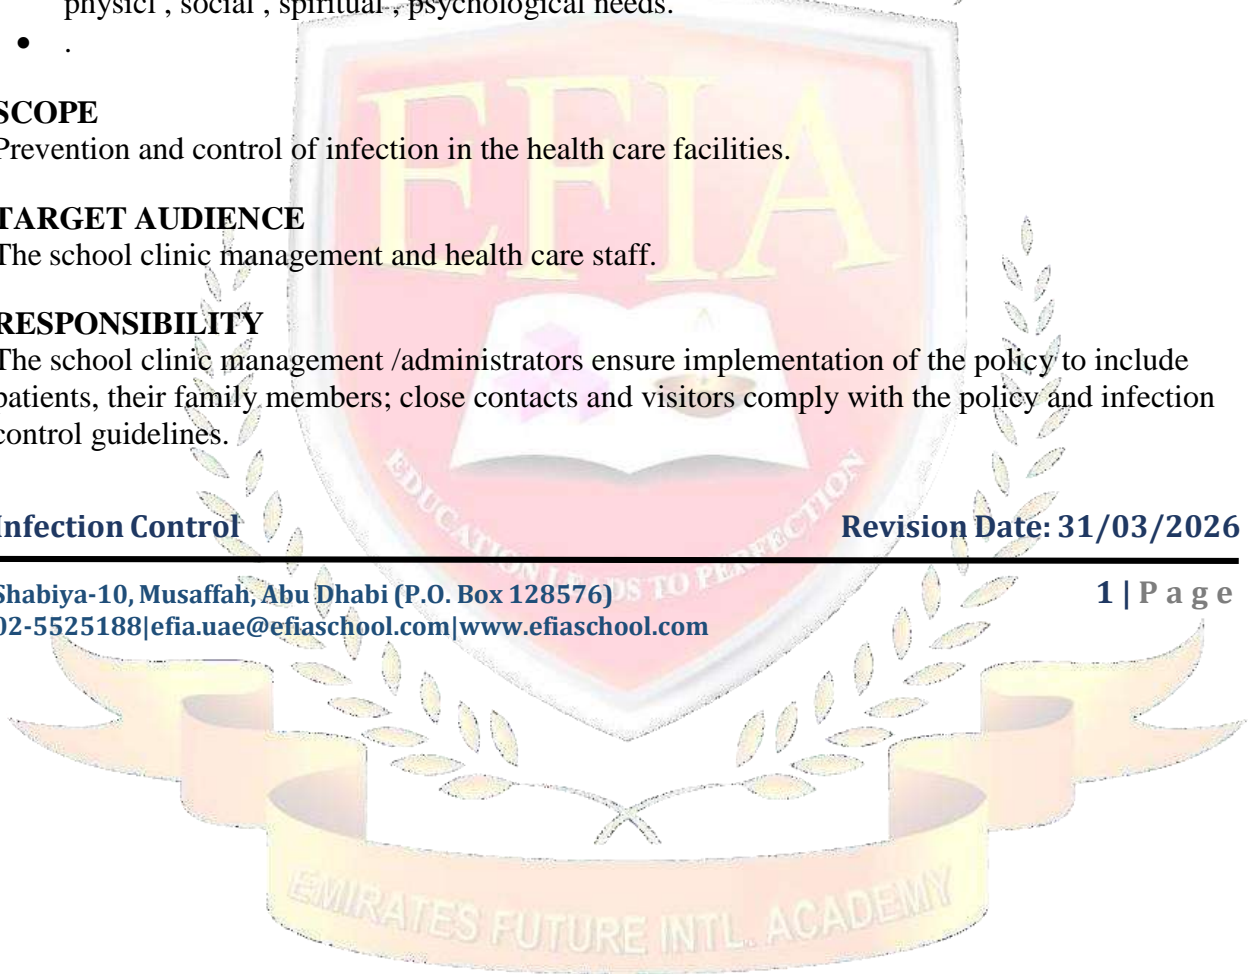 physicl , social , spiritual , psychological needs.
• .
SCOPE
Prevention and control of infection in the health care facilities.
TARGET AUDIENCE
The school clinic management and health care staff.
RESPONSIBILITY
The school clinic management /administrators ensure implementation of the policy to include
patients, their family members; close contacts and visitors comply with the policy and infection
control guidelines.
EFIA
EDUCATION LEADS TO PERFECTION
Infection Control Revision Date: 31/03/2026
Shabiya-10, Musaffah, Abu Dhabi (P.O. Box 128576) 1 | P a g e
02-5525188|efia.uae@efiaschool.com|www.efiaschool.com
EMIRATES FUTURE INTL. ACADEMY